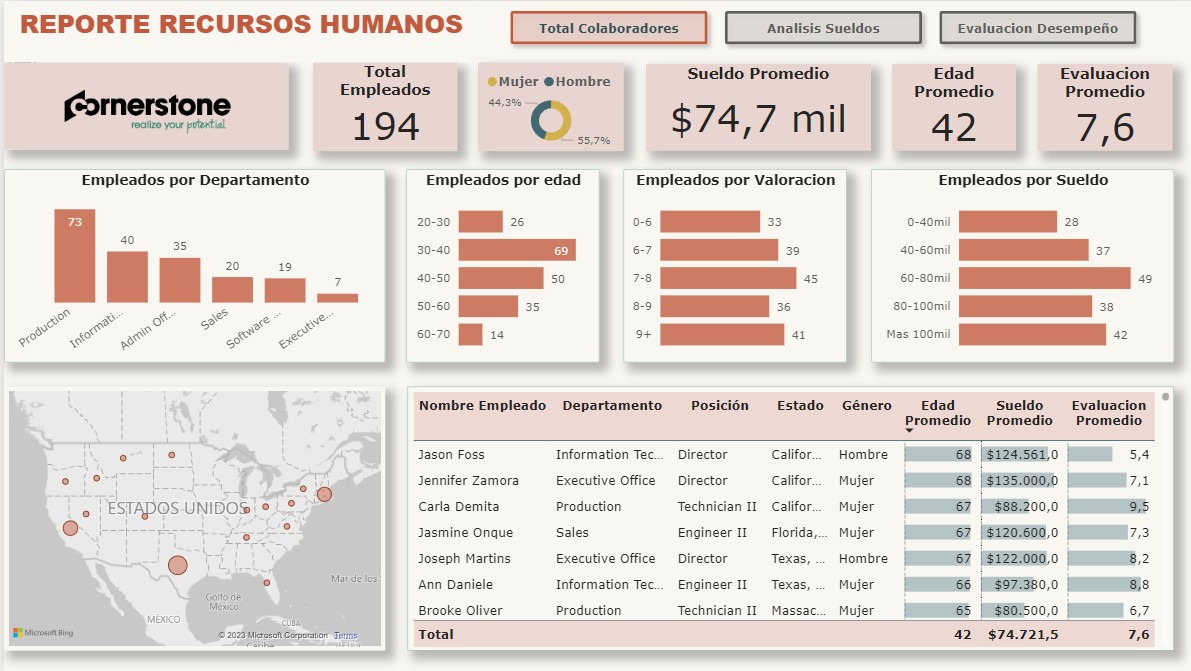 REPORTE RECURSOS HUMANOS
Total Colaboradores
Analisis Sueldos
Evaluacion Desempeño
cornerstone
realize your potential
Total
Empleados
194
Mujer Hombre
44,3%
55,7%
Sueldo Promedio
$74,7 mil
Edad
Promedio
42
Evaluacion
Promedio
7,6
Empleados por Departamento
73
40
35
20
19
7
Production
Informati...
Admin Off...
Sales
Software ...
Executive...
Empleados por edad
20-30 26
30-40 69
40-50 50
50-60 35
60-70 14
Empleados por Valoracion
0-6 33
6-7 39
7-8 45
8-9 36
9+ 41
Empleados por Sueldo
0-40mil 28
40-60mil 37
60-80mil 49
80-100mil 38
Mas 100mil 42
ESTADOS UNIDOS
Mar de los
Golfo de
México
MÉXICO
CUBA
Microsoft Bing
© 2023 Microsoft Corporation Terms
Caribe
Nombre Empleado Departamento Posición Estado Género Edad Promedio Sueldo Promedio Evaluacion Promedio
Jason Foss Information Tec... Director Califor... Hombre 68 $124.561,0 5,4
Jennifer Zamora Executive Office Director Califor... Mujer 68 $135.000,0 7,1
Carla Demita Production Technician II Califor... Mujer 67 $88.200,0 9,5
Jasmine Onque Sales Engineer II Florida,... Mujer 67 $120.600,0 7,3
Joseph Martins Executive Office Director Texas, ... Hombre 67 $122.000,0 8,2
Ann Daniele Information Tec... Engineer II Texas, ... Mujer 66 $97.380,0 8,8
Brooke Oliver Production Technician II Massac... Mujer 65 $80.500,0 6,7
Total 42 $74.721,5 7,6